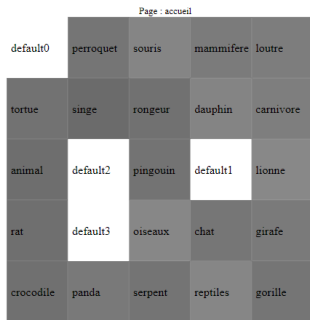 Page : accueil
default0 perroquet souris mammifere loutre
tortue singe rongeur dauphin carnivore
animal default2 pingouin default1 lionne
rat default3 oiseaux chat girafe
crocodile panda serpent reptiles gorille